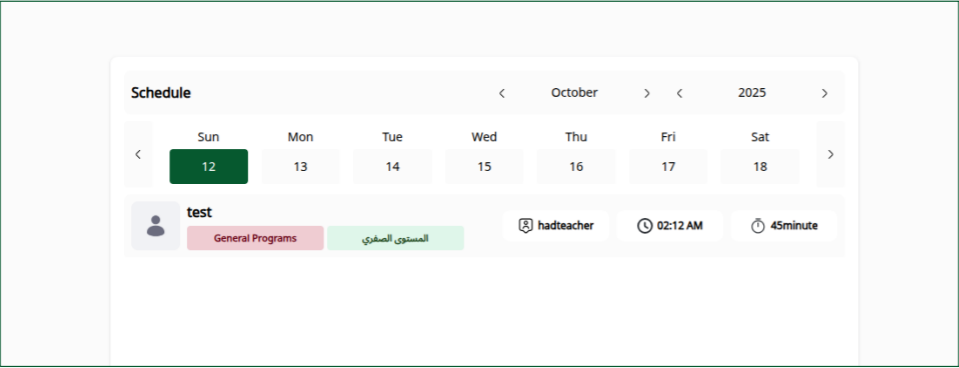 Schedule October 2025
Sun Mon Tue Wed Thu Fri Sat
12 13 14 15 16 17 18
test
General Programs المستوى الصفري
hadteacher 02:12 AM 45minute